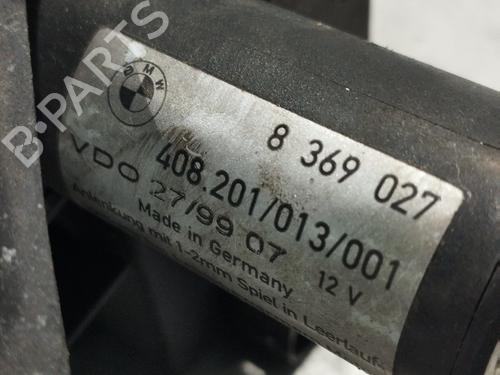 B-PARTS
BMW
8 369 027
408.201/013/001
VDO 27/99 07
Made in Germany 12 V
Anlenkung mit 1-2mm Spiel in Leerlauf